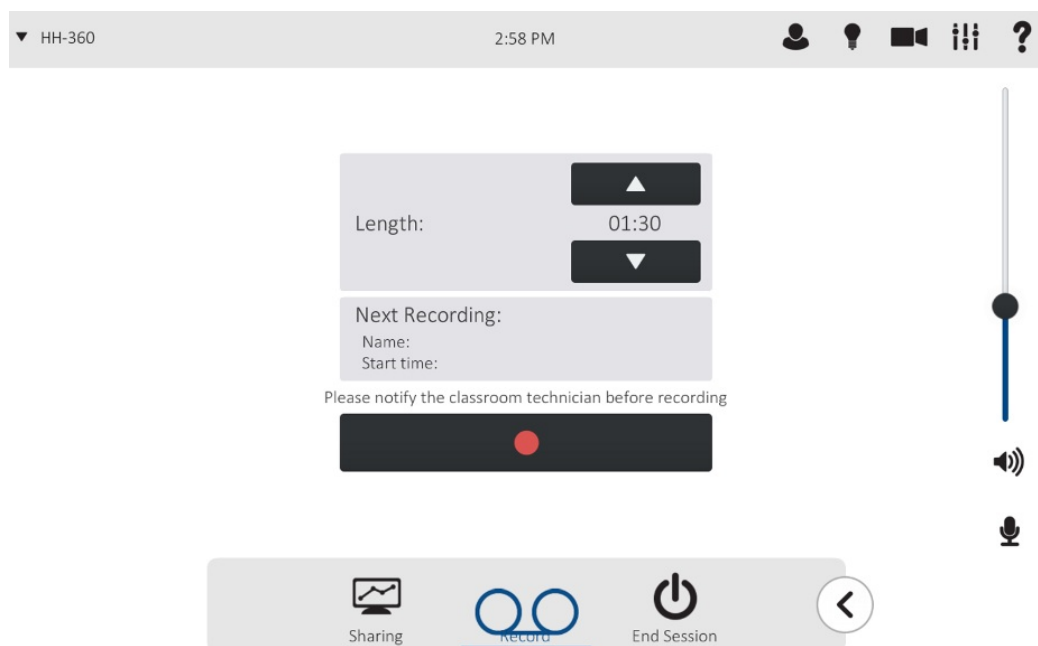 HH-360
2:58 PM
Length:
01:30
Next Recording:
Name:
Start time:
Please notify the classroom technician before recording
Sharing
Record
End Session